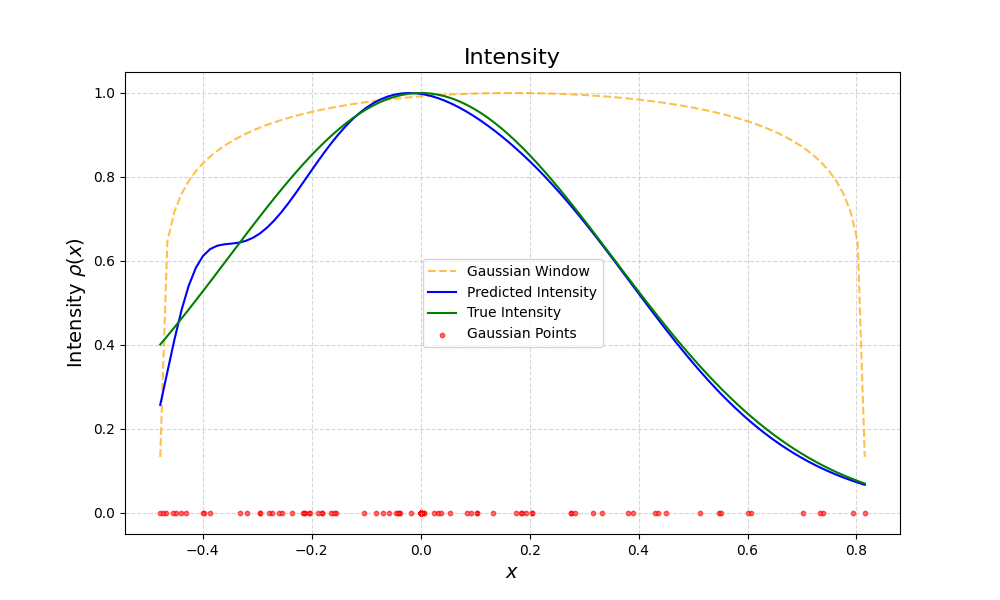 Intensity
Intensity ρ(x)
1.0
0.8
0.6
0.4
0.2
0.0
Gaussian Window
Predicted Intensity
True Intensity
Gaussian Points
−0.4
−0.2
0.0
0.2
0.4
0.6
0.8
x